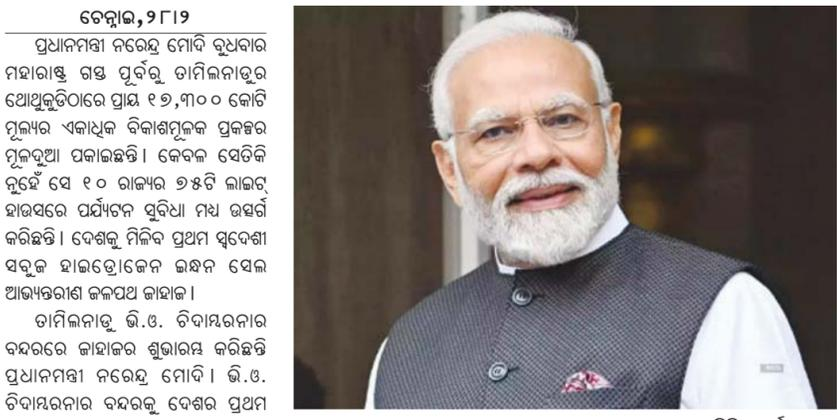 ଚେନ୍ନାଇ,୨୮।୨
ପ୍ରଧାନମନ୍ତ୍ରୀ ନରେନ୍ଦ୍ର ମୋଦି ବୁଧବାର
ମହାରାଷ୍ଟ୍ର ଗସ୍ତ ପୂର୍ବରୁ ତାମିଲନାଡୁର
ଥୋଥୁକୁଡିଠାରେ ପ୍ରାୟ ୧୭,୩୦୦ କୋଟି
ମୂଲ୍ୟର ଏକାଧିକ ବିକାଶମୂଳକ ପ୍ରକଳ୍ପର
ମୂଳଦୁଆ ପକାଇଛନ୍ତି। କେବଳ ସେତିକି
ନୁହେଁ ସେ ୧୦ ରାଜ୍ୟର ୭୫ଟି ଲାଇଟ୍
ହାଉସରେ ପର୍ଯ୍ୟଟନ ସୁବିଧା ମଧ୍ୟ ଉତ୍ସର୍ଗ
କରିଛନ୍ତି। ଦେଶକୁ ମିଳିବ ପ୍ରଥମ ସ୍ୱଦେଶୀ
ସବୁଜ ହାଇଡ୍ରୋଜେନ ଇନ୍ଧନ ସେଲ
ଆଭ୍ୟନ୍ତରୀଣ ଜଳପଥ ଜାହାଜ।
ତାମିଲନାଡୁ ଭି.ଓ. ଚିଦାମ୍ବରନାର
ବନ୍ଦରରେ ଜାହାଜର ଶୁଭାରମ୍ଭ କରିଛନ୍ତି
ପ୍ରଧାନମନ୍ତ୍ରୀ ନରେନ୍ଦ୍ର ମୋଦି। ଭି.ଓ.
ଚିଦାମ୍ବରନାର ବନ୍ଦରକୁ ଦେଶର ପ୍ରଥମ